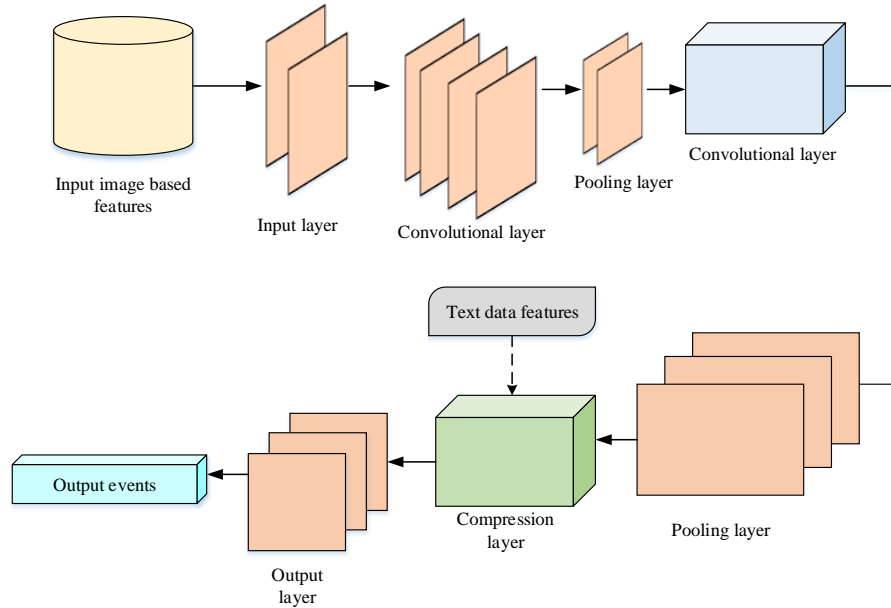 Input image based
features
Input layer
Convolutional layer
Pooling layer
Convolutional layer
Text data features
Output events
Output
layer
Compression
layer
Pooling layer